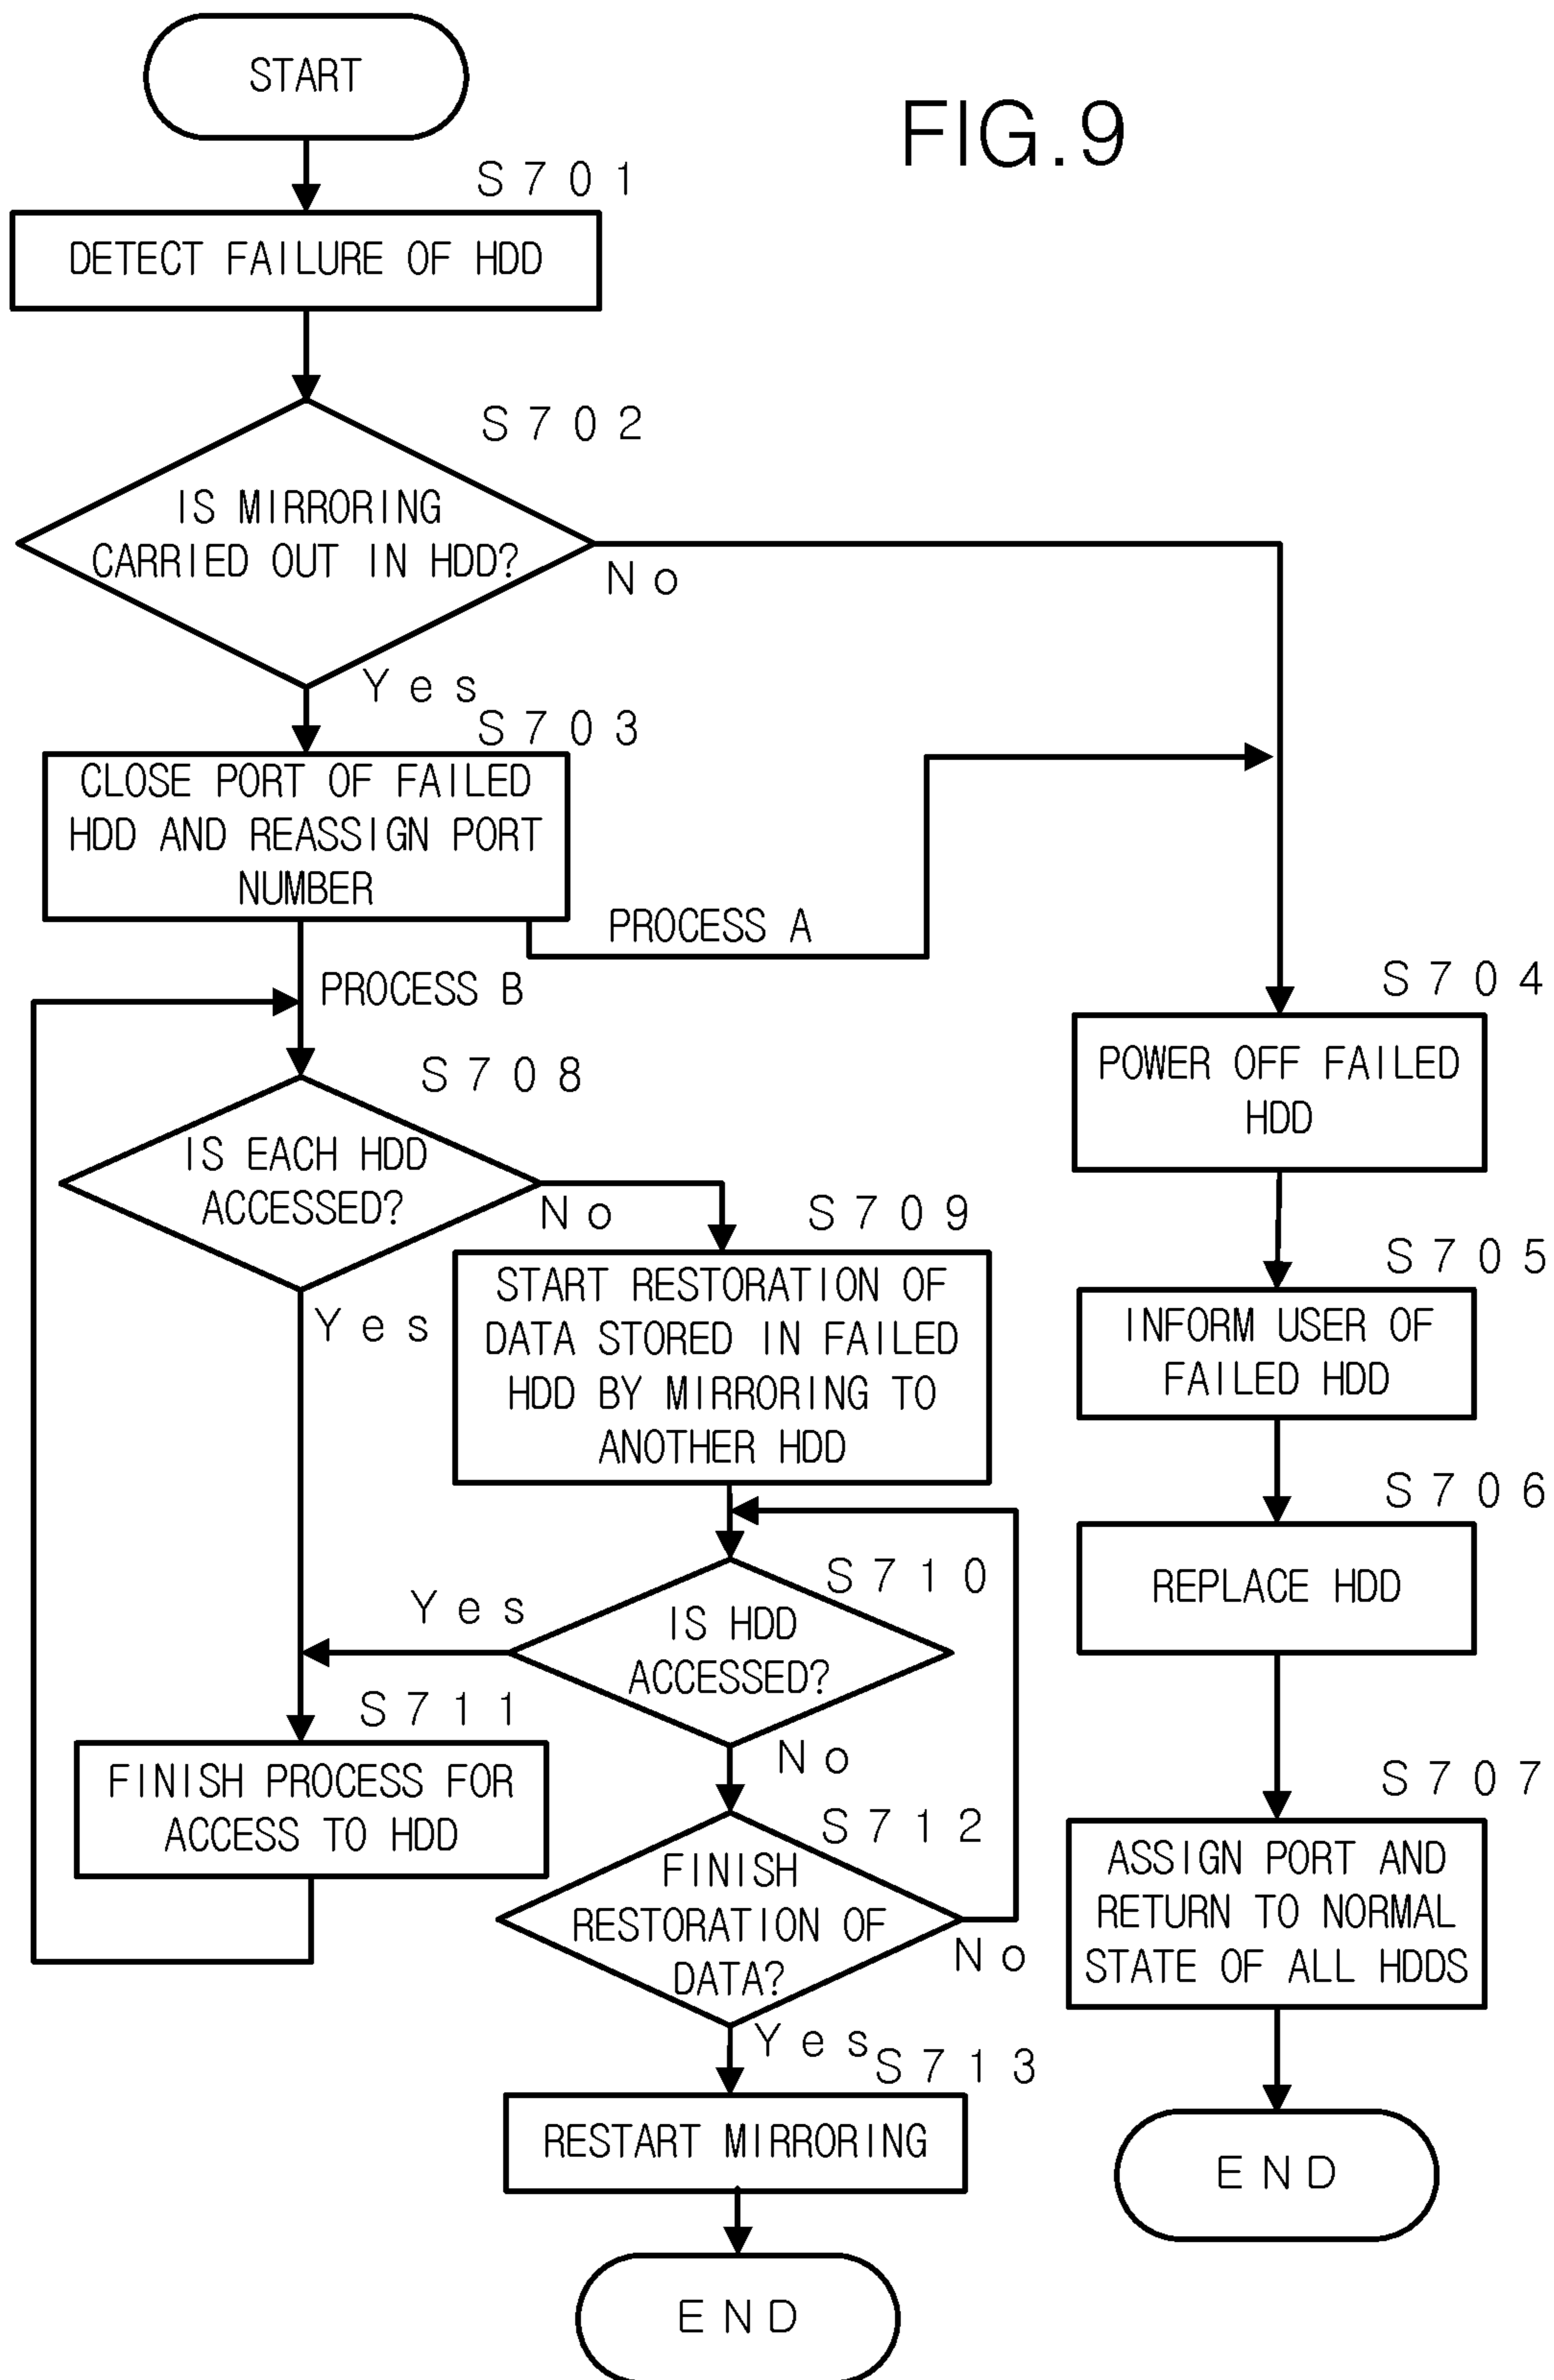 START
FIG.9
S701
DETECT FAILURE OF HDD
S702
IS MIRRORING
CARRIED OUT IN HDD?
No
Yes
S703
CLOSE PORT OF FAILED
HDD AND REASSIGN PORT
NUMBER
PROCESS A
PROCESS B
S704
POWER OFF FAILED
HDD
S708
IS EACH HDD
ACCESSED?
No
Yes
S709
START RESTORATION OF
DATA STORED IN FAILED
HDD BY MIRRORING TO
ANOTHER HDD
S705
INFORM USER OF
FAILED HDD
S706
REPLACE HDD
S710
IS HDD
ACCESSED?
Yes
No
S711
FINISH PROCESS FOR
ACCESS TO HDD
S712
FINISH
RESTORATION OF
DATA?
No
Yes
S707
ASSIGN PORT AND
RETURN TO NORMAL
STATE OF ALL HDDS
S713
RESTART MIRRORING
END
END